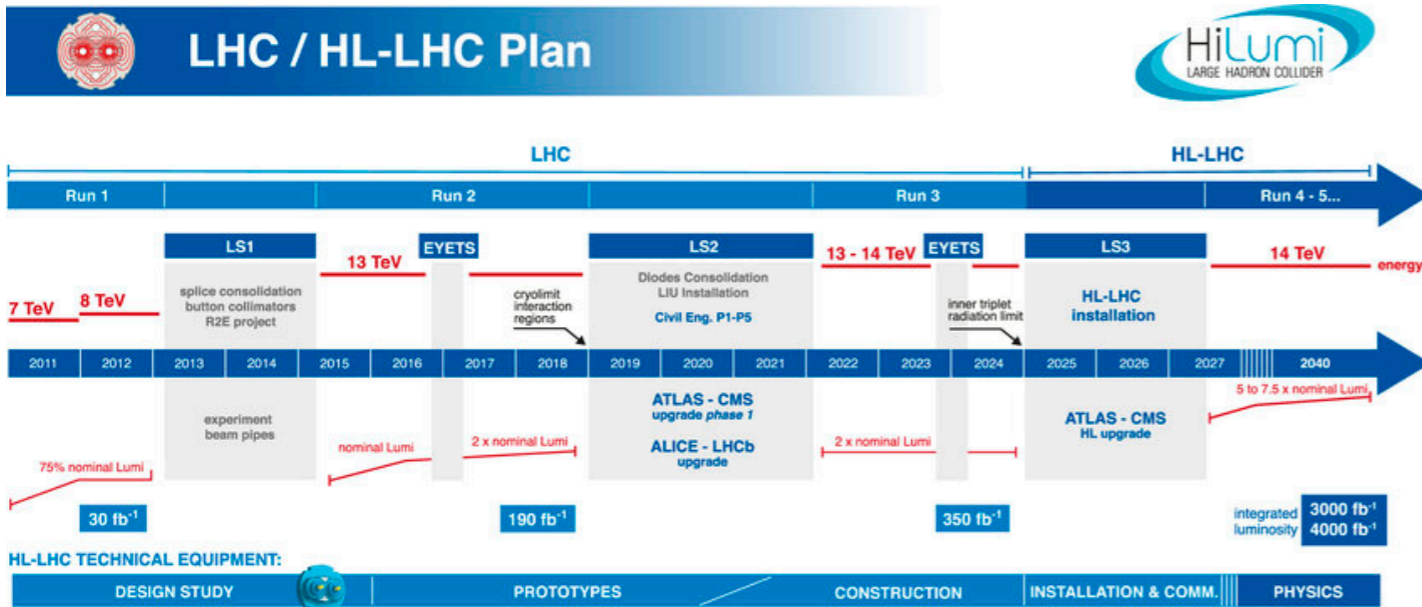 LHC / HL-LHC Plan
HiLumi
LARGE HADRON COLLIDER
LHC
HL-LHC
Run 1
Run 2
Run 3
Run 4 - 5...
LS1
EYETS
LS2
EYETS
LS3
7 TeV
8 TeV
13 TeV
13 - 14 TeV
14 TeV
energy
splice consolidation
button collimators
R2E project
cryolimit
interaction
regions
Diodes Consolidation
LIU Installation
Civil Eng. P1-P5
inner triplet
radiation limit
HL-LHC
installation
2011
2012
2013
2014
2015
2016
2017
2018
2019
2020
2021
2022
2023
2024
2025
2026
2027
2040
experiment
beam pipes
ATLAS - CMS
upgrade phase 1
ALICE - LHCb
upgrade
ATLAS - CMS
HL upgrade
75% nominal Lumi
nominal Lumi
2 x nominal Lumi
2 x nominal Lumi
5 to 7.5 x nominal Lumi
30 fb⁻¹
190 fb⁻¹
350 fb⁻¹
integrated
luminosity
3000 fb⁻¹
4000 fb⁻¹
HL-LHC TECHNICAL EQUIPMENT:
DESIGN STUDY
PROTOTYPES
CONSTRUCTION
INSTALLATION & COMM.
PHYSICS